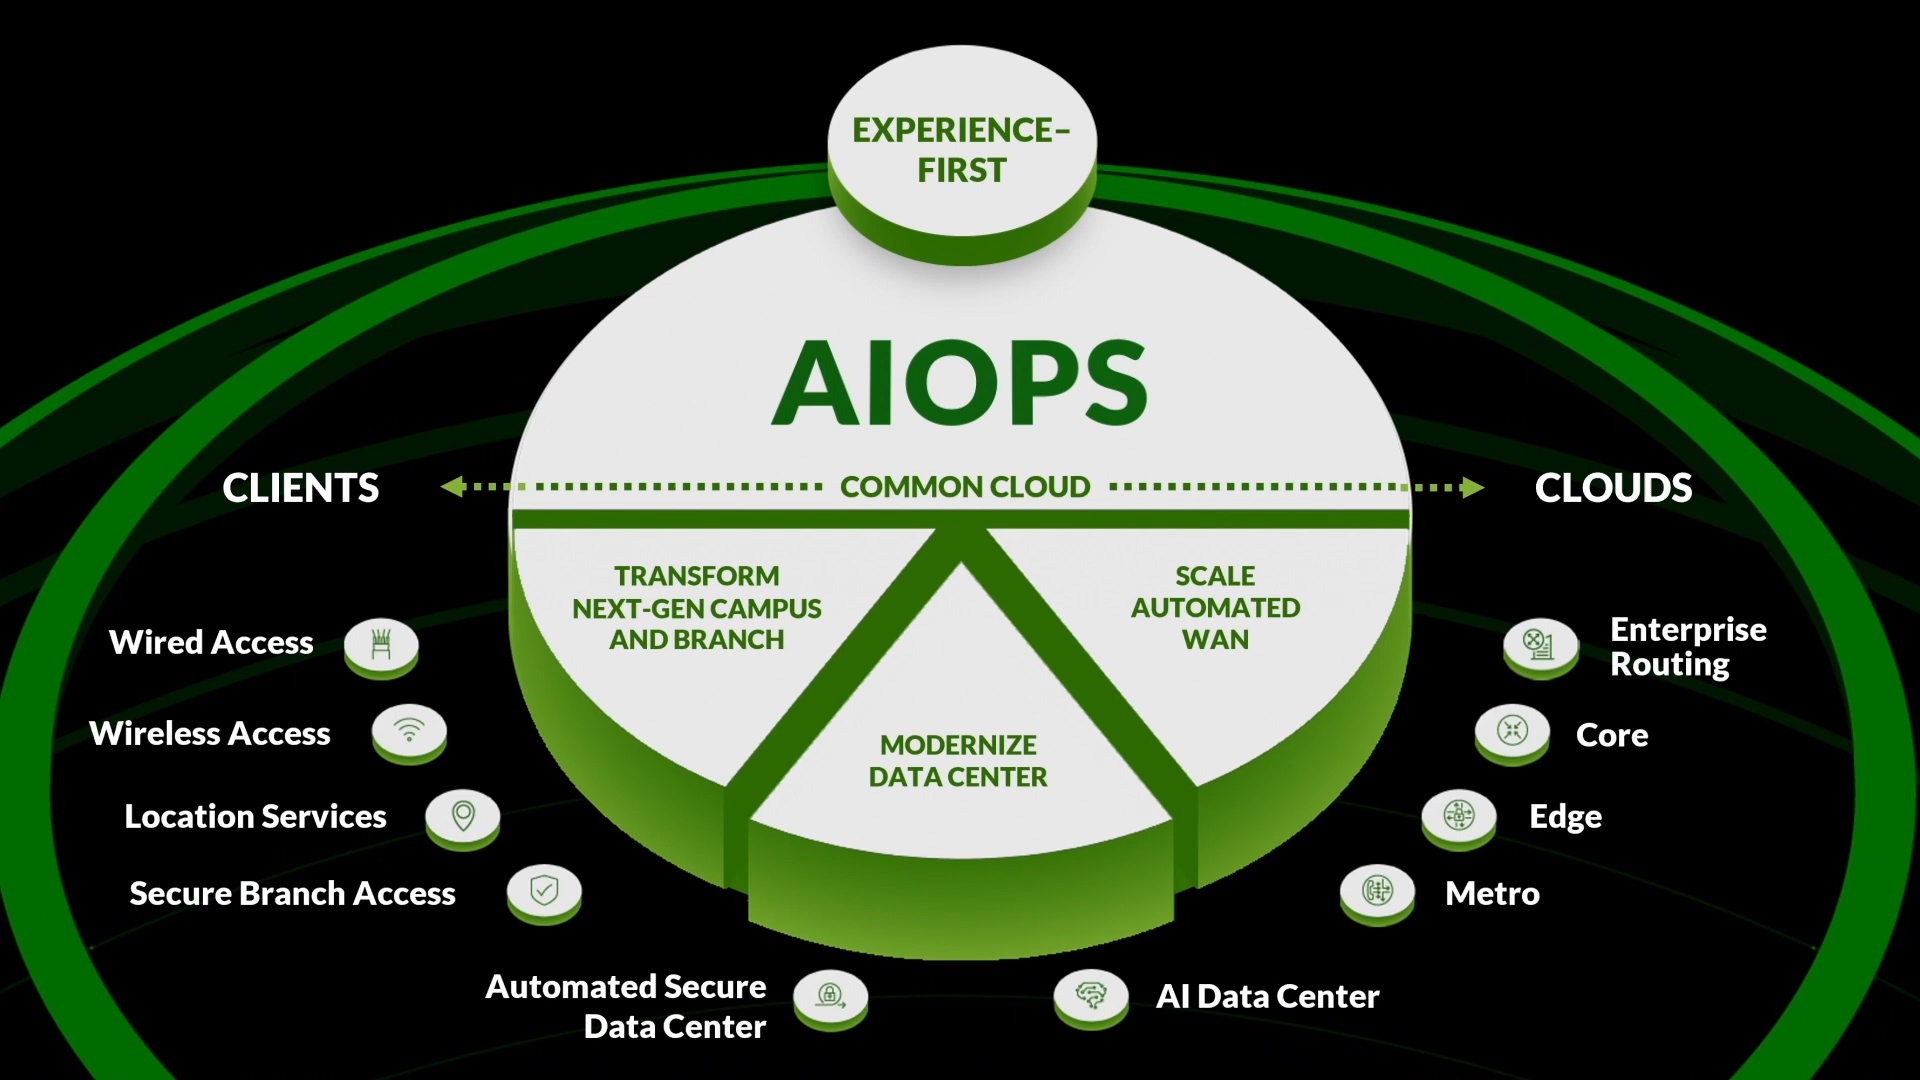 EXPERIENCE–
FIRST
AIOPS
CLIENTS
COMMON CLOUD
CLOUDS
TRANSFORM
NEXT-GEN CAMPUS
AND BRANCH
SCALE
AUTOMATED
WAN
MODERNIZE
DATA CENTER
Wired Access
Wireless Access
Location Services
Secure Branch Access
Automated Secure
Data Center
Enterprise
Routing
Core
Edge
Metro
AI Data Center